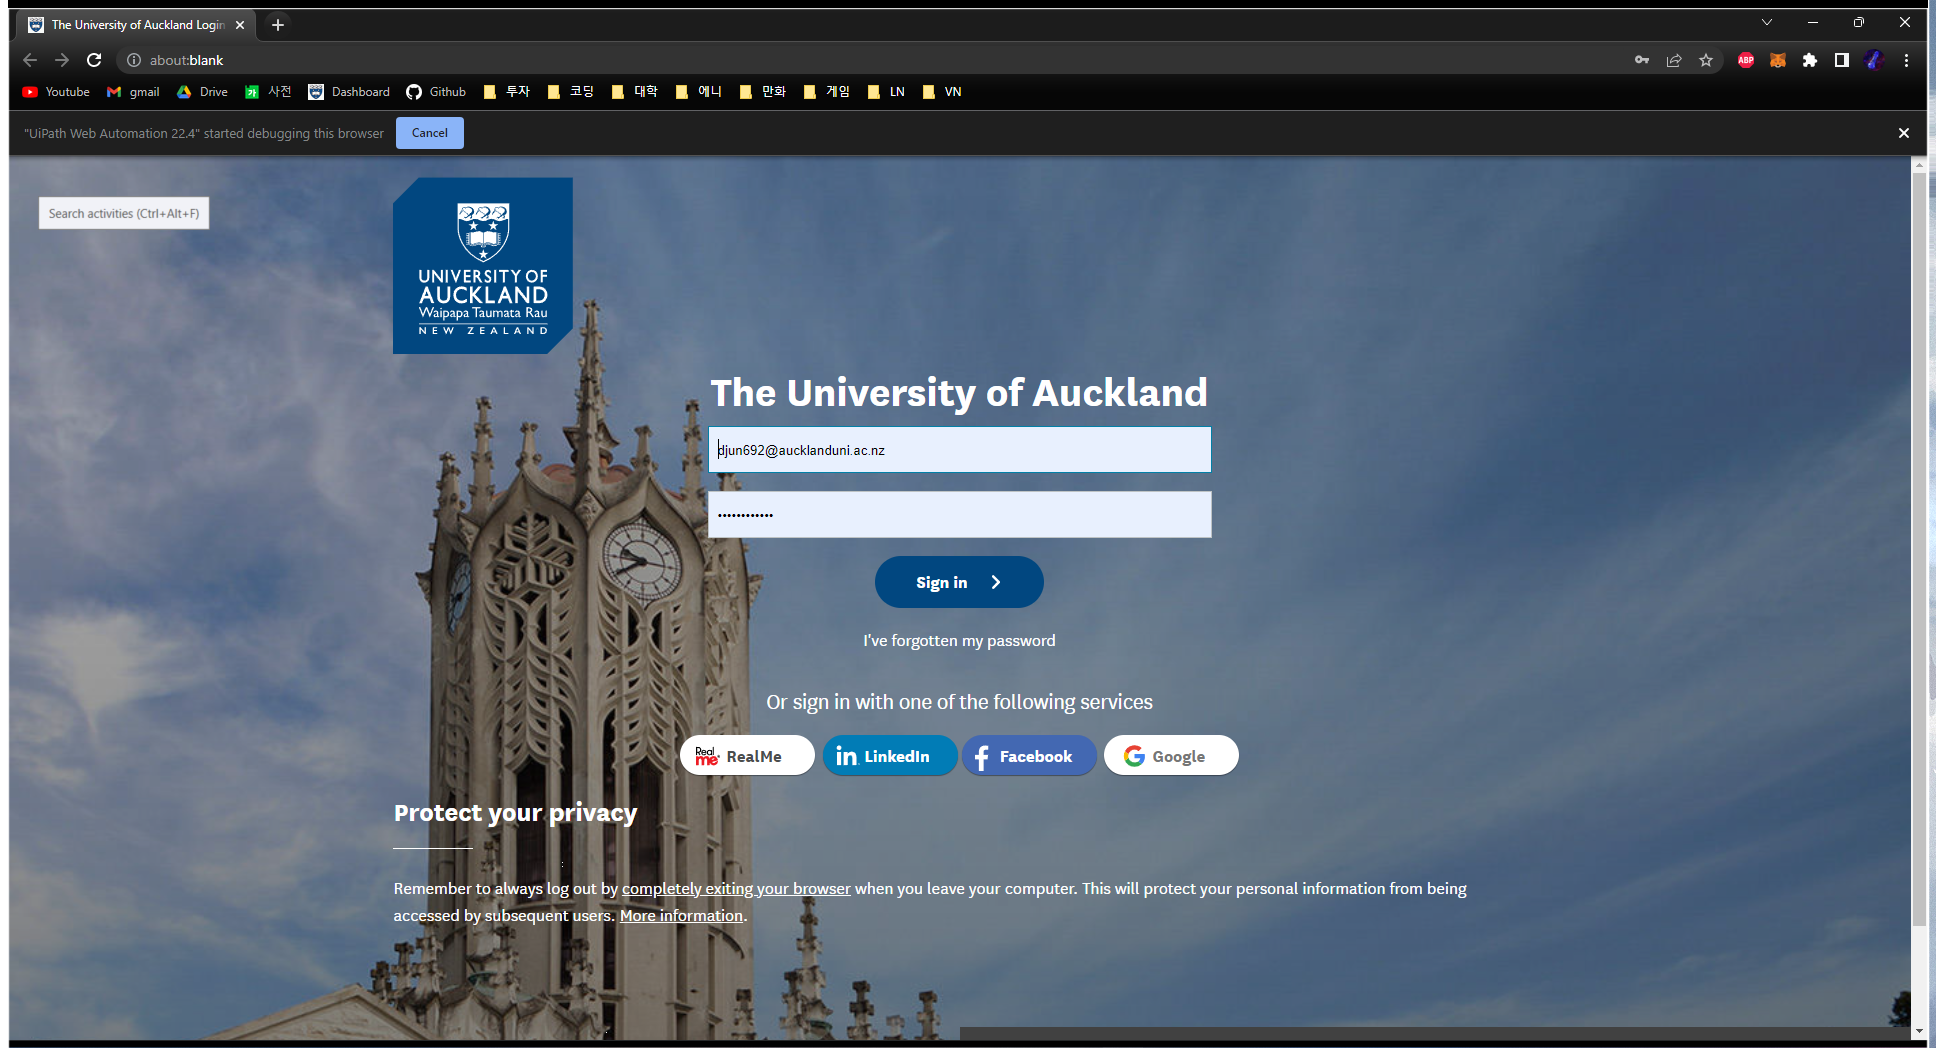 The University of Auckland Login
about:blank
ABP
Youtube gmail Drive 사전 Dashboard Github 투자 코딩 대학 에니 만화 게임 LN VN
"UiPath Web Automation 22.4" started debugging this browser Cancel
Search activities (Ctrl+Alt+F)
UNIVERSITY OF
AUCKLAND
Waipapa Taumata Rau
NEW ZEALAND
The University of Auckland
djun692@aucklanduni.ac.nz
••••••••••••
Sign in
I've forgotten my password
Or sign in with one of the following services
Real me RealMe in LinkedIn Facebook Google
Protect your privacy
Remember to always log out by completely exiting your browser when you leave your computer. This will protect your personal information from being
accessed by subsequent users. More information.